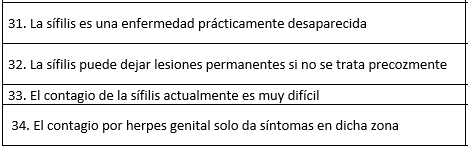 31. La sífilis es una enfermedad prácticamente desaparecida
32. La sífilis puede dejar lesiones permanentes si no se trata precozmente
33. El contagio de la sífilis actualmente es muy difícil
34. El contagio por herpes genital solo da síntomas en dicha zona